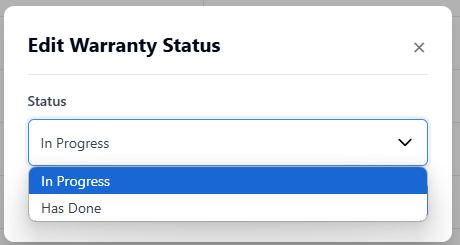 Edit Warranty Status
Status
In Progress
In Progress
Has Done